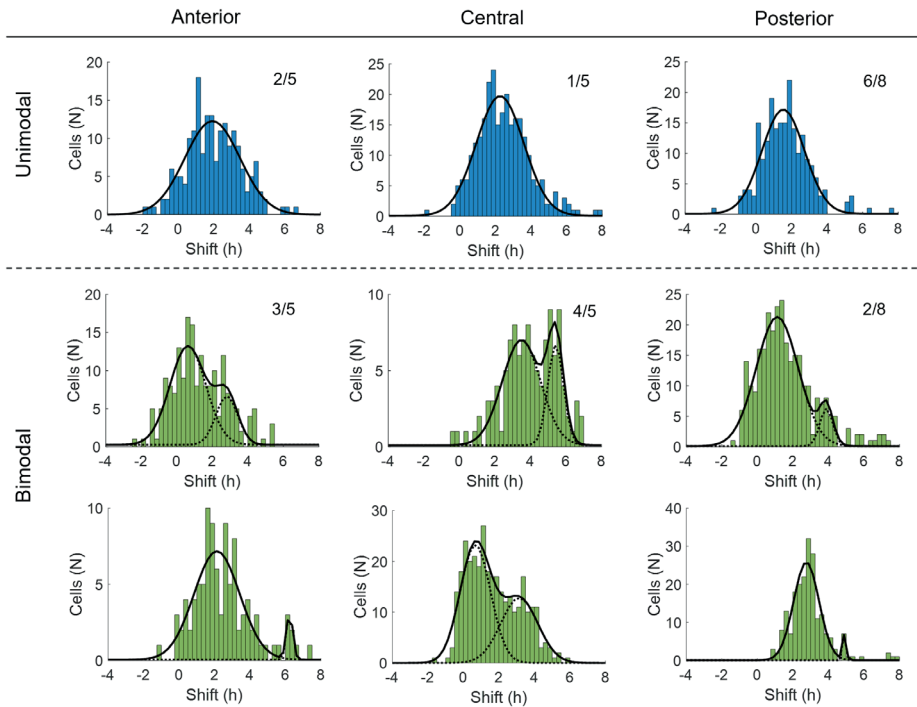 Anterior Central Posterior
Unimodal
20 15 10 5 0
Cells (N)
2/5
-4 -2 0 2 4 6 8
Shift (h)
25 20 15 10 5 0
Cells (N)
1/5
-4 -2 0 2 4 6 8
Shift (h)
25 20 15 10 5 0
Cells (N)
6/8
-4 -2 0 2 4 6 8
Shift (h)
Bimodal
20 15 10 5 0
Cells (N)
3/5
-4 -2 0 2 4 6 8
Shift (h)
10 5 0
Cells (N)
4/5
-4 -2 0 2 4 6 8
Shift (h)
25 20 15 10 5 0
Cells (N)
2/8
-4 -2 0 2 4 6 8
Shift (h)
10 5 0
Cells (N)
-4 -2 0 2 4 6 8
Shift (h)
30 20 10 0
Cells (N)
-4 -2 0 2 4 6 8
Shift (h)
40 30 20 10 0
Cells (N)
-4 -2 0 2 4 6 8
Shift (h)